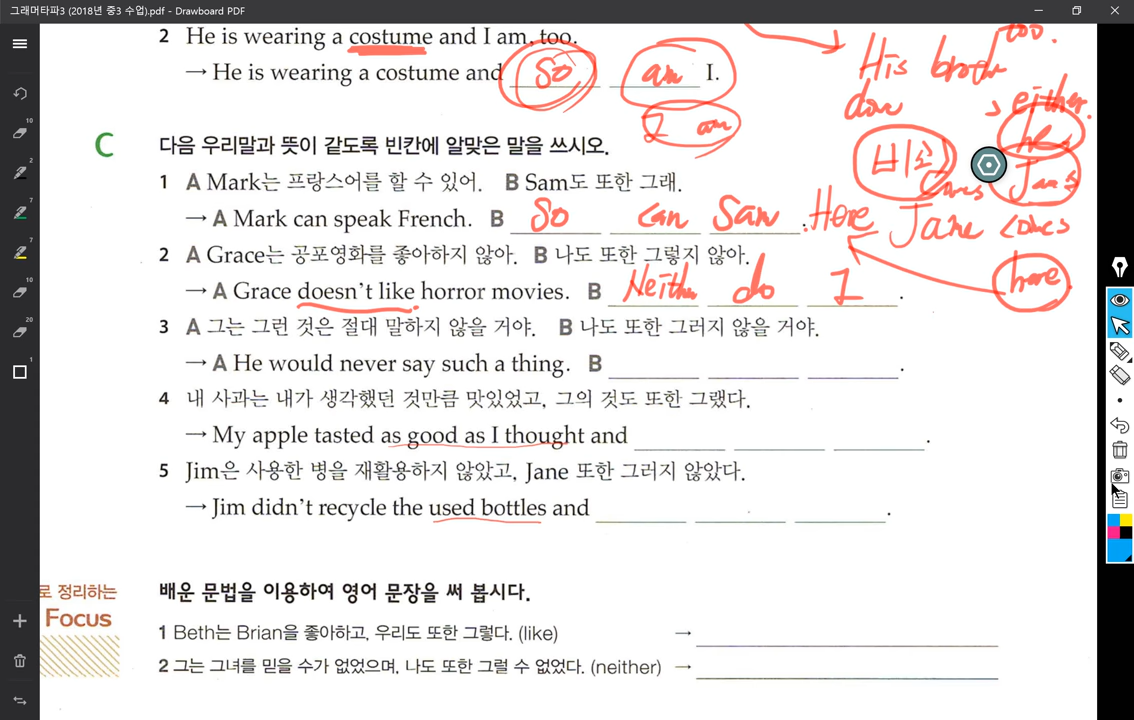 그래머타파3 (2018년 중3 수업).pdf - Drawboard PDF
2 He is wearing a costume and I am, too.
too.
→ He is wearing a costume and So am I.
I am
His
either.
he
비교
C 다음 우리말과 뜻이 같도록 빈칸에 알맞은 말을 쓰시오.
1 A Mark는 프랑스어를 할 수 있어. B Sam도 또한 그래.
comes Jane
→ A Mark can speak French. B So can Sam.
Here Jane comes
2 A Grace는 공포영화를 좋아하지 않아. B 나도 또한 그렇지 않아.
→ A Grace doesn't like horror movies. B Neither do I.
here
3 A 그는 그런 것은 절대 말하지 않을 거야. B 나도 또한 그러지 않을 거야.
→ A He would never say such a thing. B
4 내 사과는 내가 생각했던 것만큼 맛있었고, 그의 것도 또한 그랬다.
→ My apple tasted as good as I thought and .
5 Jim은 사용한 병을 재활용하지 않았고, Jane 또한 그러지 않았다.
→ Jim didn't recycle the used bottles and .
로 정리하는
Focus
배운 문법을 이용하여 영어 문장을 써 봅시다.
1 Beth는 Brian을 좋아하고, 우리도 또한 그렇다. (like) →
2 그는 그녀를 믿을 수가 없었으며, 나도 또한 그럴 수 없었다. (neither) →
10
2
7
7
10
20
1